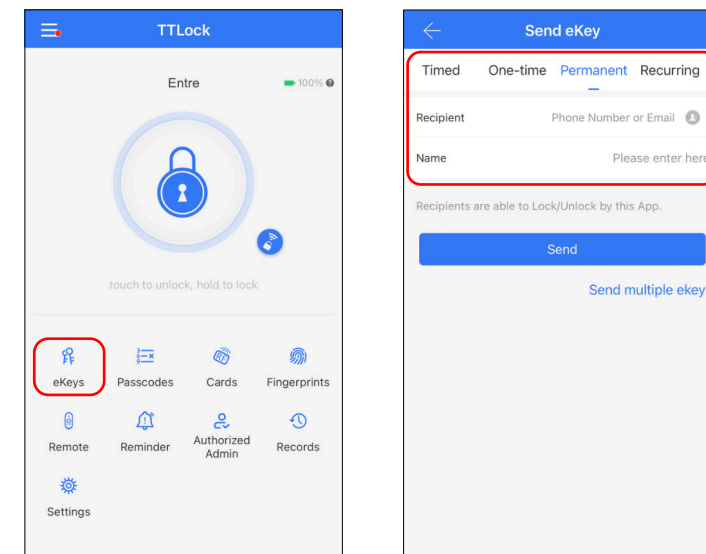 TTLock
Entre
100%
touch to unlock, hold to lock
eKeys Passcodes Cards Fingerprints
Remote Reminder Authorized Admin Records
Settings
Send eKey
Timed One-time Permanent Recurring
Recipient Phone Number or Email
Name Please enter here
Recipients are able to Lock/Unlock by this App.
Send
Send multiple ekey